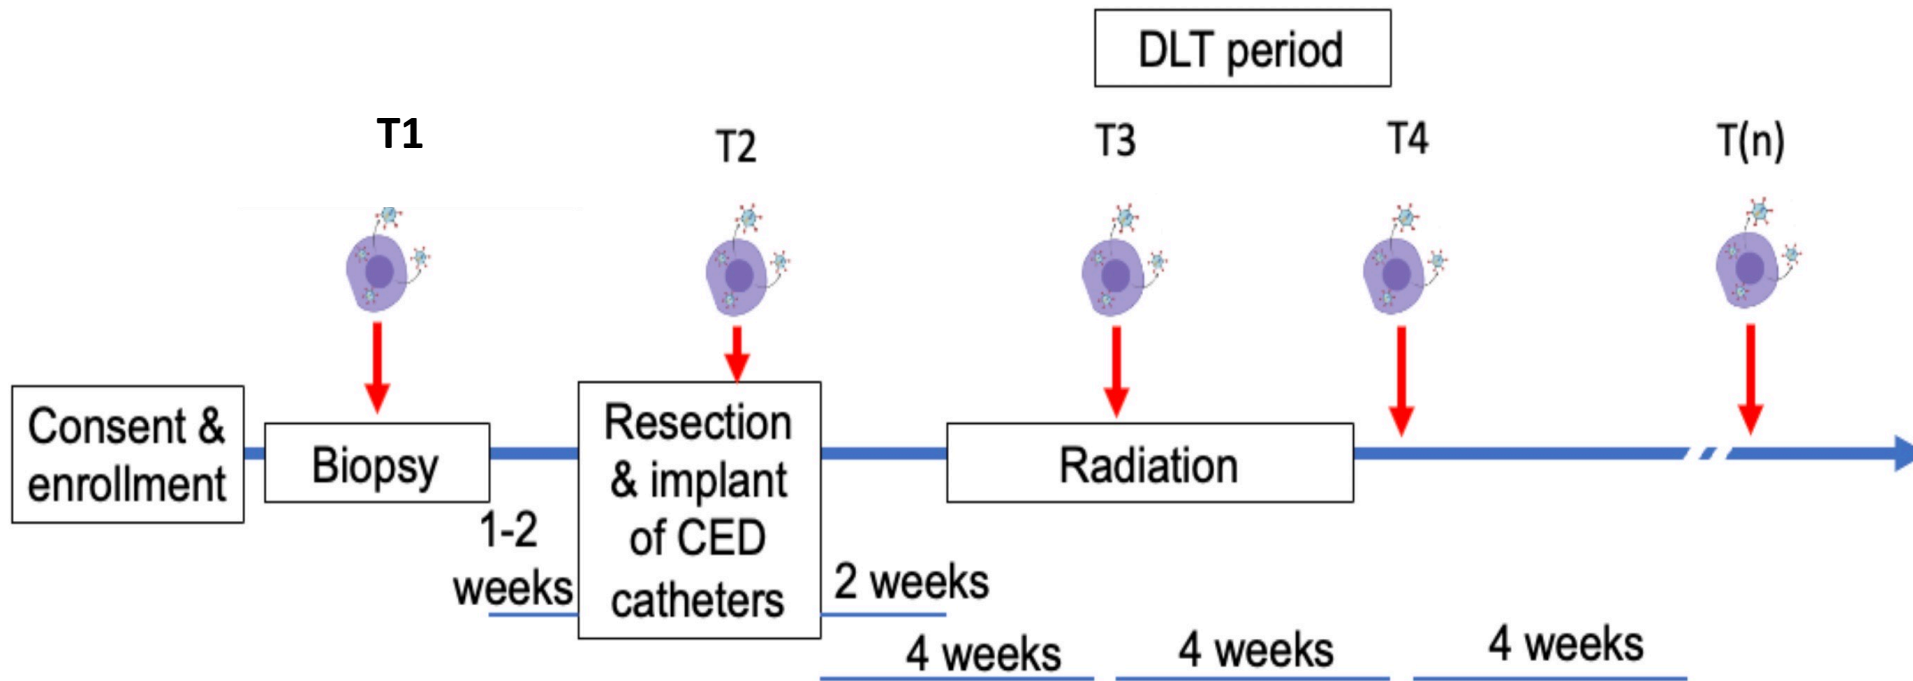 DLT period
T1
T2
T3
T4
T(n)
Consent &
enrollment
Biopsy
Resection
& implant
of CED
catheters
Radiation
1-2
weeks
2 weeks
4 weeks
4 weeks
4 weeks